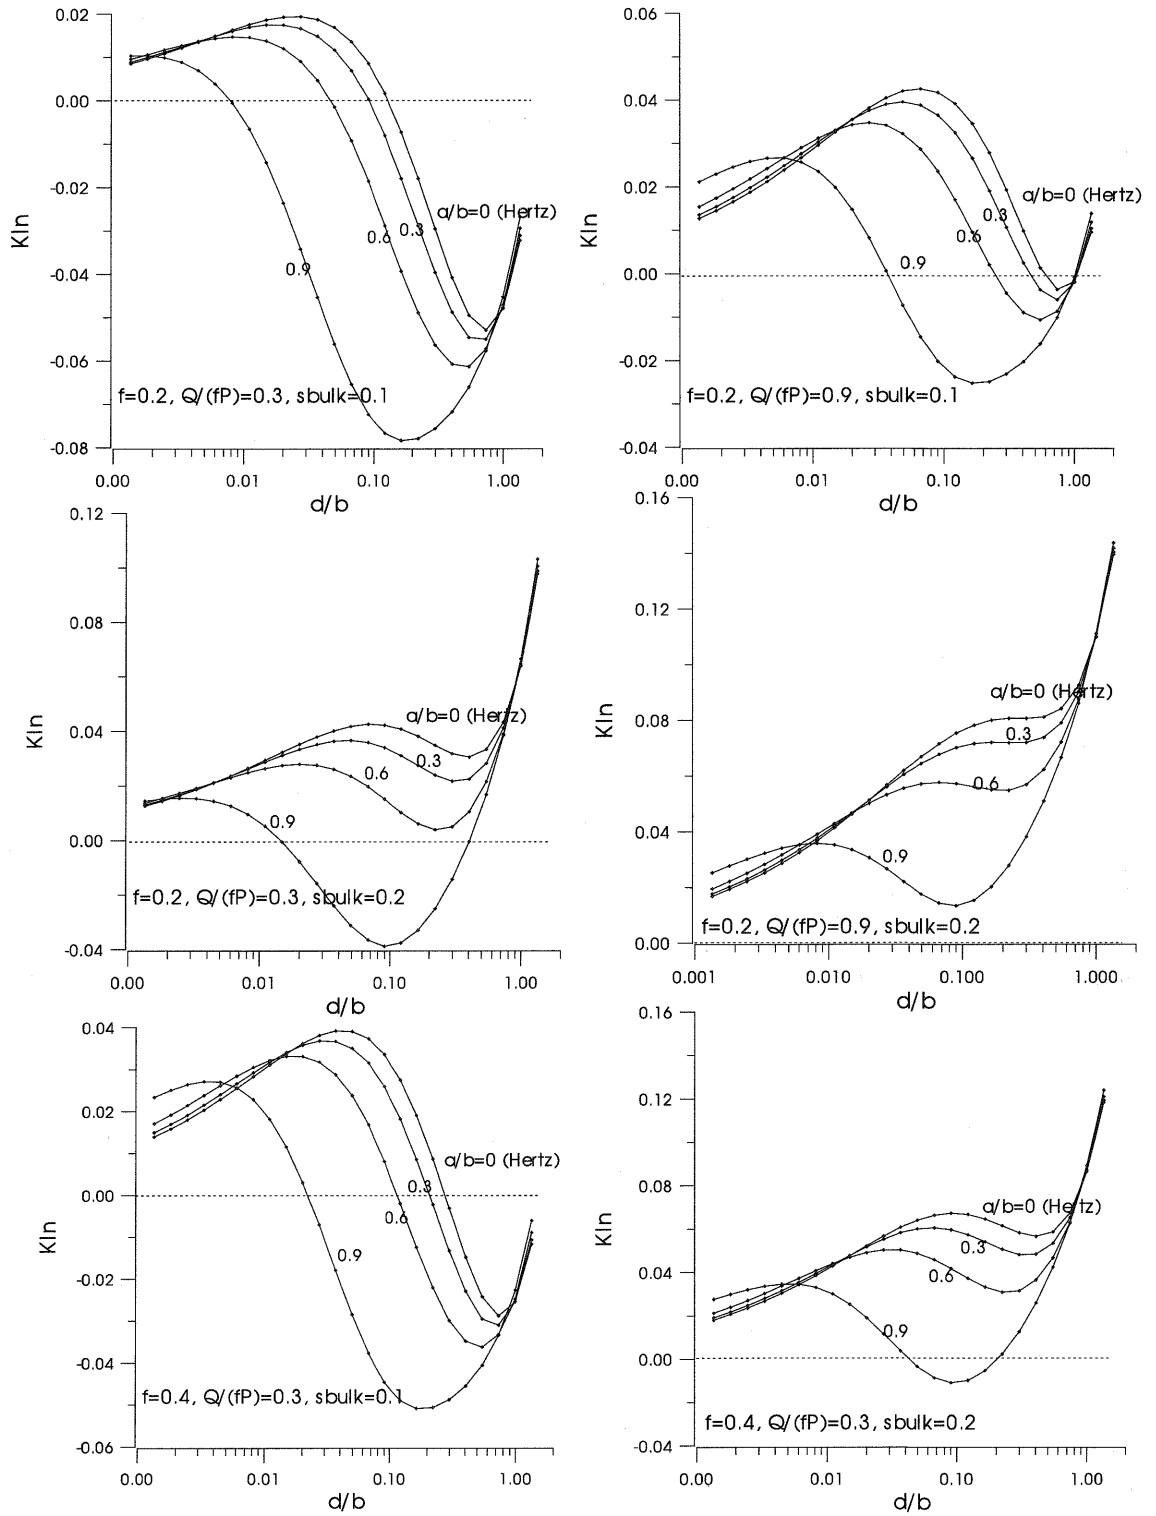 0.02
0.00
-0.02
-0.04
-0.06
-0.08
KIn
a/b=0 (Hertz)
0.3
0.6
0.9
f=0.2, Q/(fP)=0.3, sbulk=0.1
0.00 0.01 0.10 1.00
d/b
0.06
0.04
0.02
0.00
-0.02
-0.04
KIn
a/b=0 (Hertz)
0.3
0.6
0.9
f=0.2, Q/(fP)=0.9, sbulk=0.1
0.00 0.01 0.10 1.00
d/b
0.12
0.08
0.04
0.00
-0.04
KIn
a/b=0 (Hertz)
0.3
0.6
0.9
f=0.2, Q/(fP)=0.3, sbulk=0.2
0.00 0.01 0.10 1.00
d/b
0.16
0.12
0.08
0.04
0.00
KIn
a/b=0 (Hertz)
0.3
0.6
0.9
f=0.2, Q/(fP)=0.9, sbulk=0.2
0.001 0.010 0.100 1.000
d/b
0.04
0.02
0.00
-0.02
-0.04
-0.06
KIn
a/b=0 (Hertz)
0.3
0.6
0.9
f=0.4, Q/(fP)=0.3, sbulk=0.1
0.00 0.01 0.10 1.00
d/b
0.16
0.12
0.08
0.04
0.00
-0.04
KIn
a/b=0 (Hertz)
0.3
0.6
0.9
f=0.4, Q/(fP)=0.3, sbulk=0.2
0.00 0.01 0.10 1.00
d/b